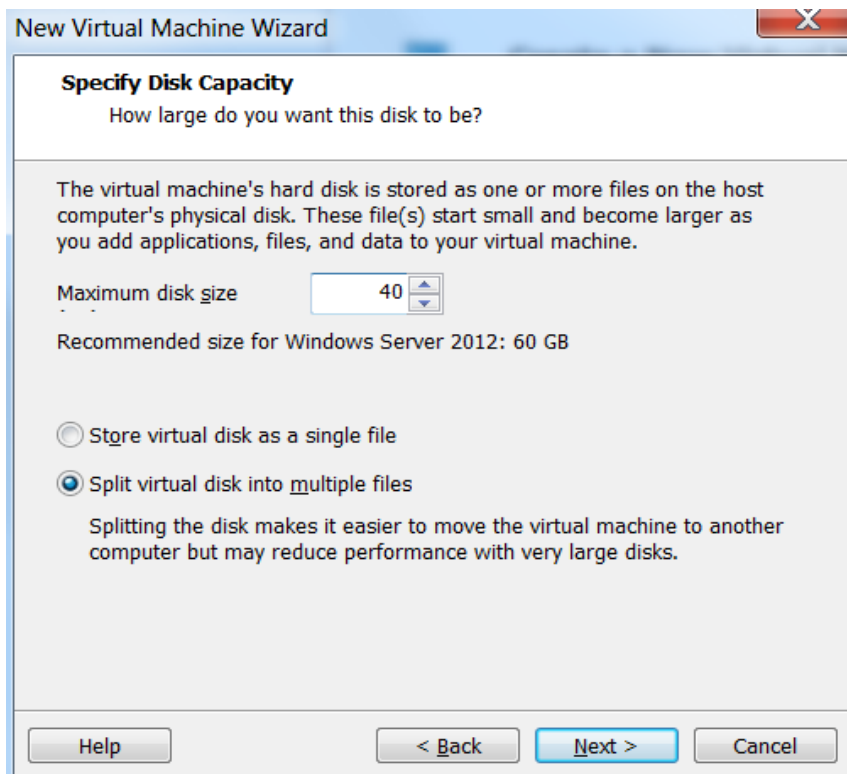 New Virtual Machine Wizard
Specify Disk Capacity
How large do you want this disk to be?
The virtual machine's hard disk is stored as one or more files on the host
computer's physical disk. These file(s) start small and become larger as
you add applications, files, and data to your virtual machine.
Maximum disk size 40
Recommended size for Windows Server 2012: 60 GB
Store virtual disk as a single file
Split virtual disk into multiple files
Splitting the disk makes it easier to move the virtual machine to another
computer but may reduce performance with very large disks.
Help < Back Next > Cancel